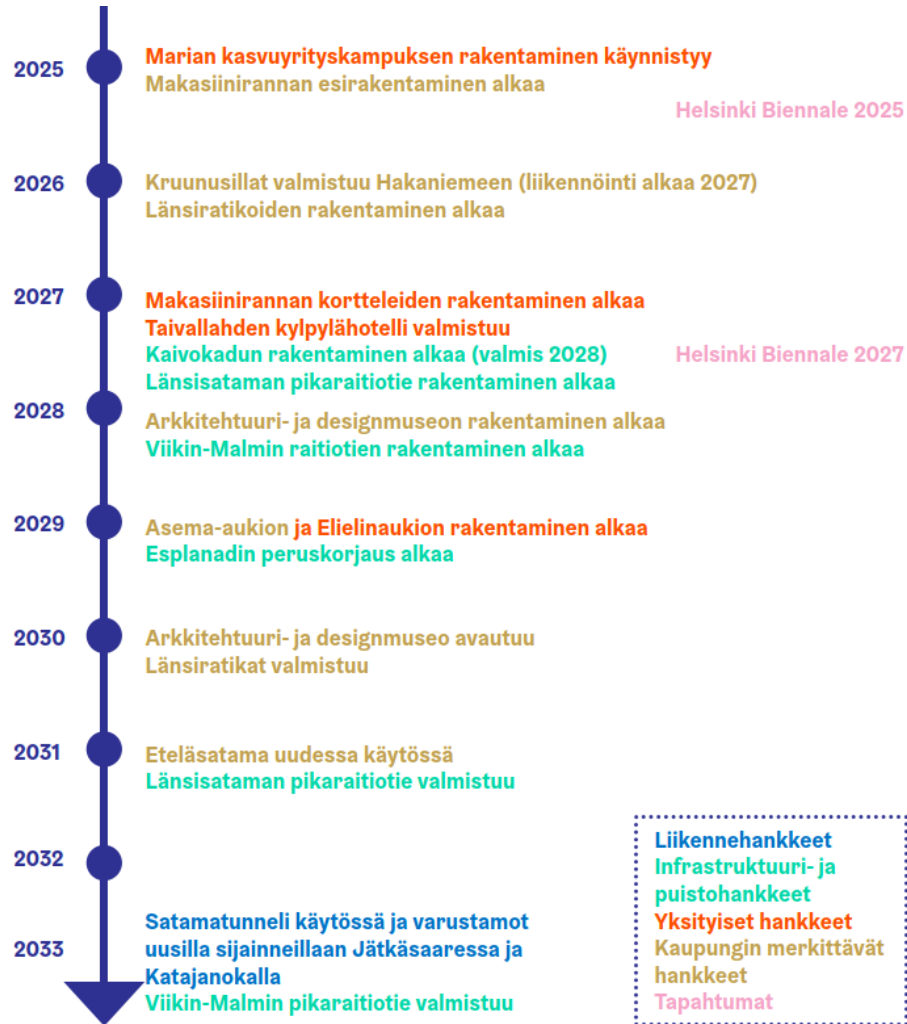 2025
Marian kasvuyrityskampuksen rakentaminen käynnistyy
Makasiinirannan esirakentaminen alkaa
Helsinki Biennale 2025
2026
Kruunusillat valmistuu Hakaniemeen (liikennöinti alkaa 2027)
Länsiratikoiden rakentaminen alkaa
2027
Makasiinirannan kortteleiden rakentaminen alkaa
Taivallahden kylpylähotelli valmistuu
Kaivokadun rakentaminen alkaa (valmis 2028)
Helsinki Biennale 2027
Länsisataman pikaraitiotie rakentaminen alkaa
2028
Arkkitehtuuri- ja designmuseon rakentaminen alkaa
Viikin-Malmin raitiotien rakentaminen alkaa
2029
Asema-aukion ja Elielinaukion rakentaminen alkaa
Esplanadin peruskorjaus alkaa
2030
Arkkitehtuuri- ja designmuseo avautuu
Länsiratikat valmistuu
2031
Eteläsatama uudessa käytössä
Länsisataman pikaraitiotie valmistuu
2032
2033
Satamatunneli käytössä ja varustamot
uusilla sijainneillaan Jätkäsaaressa ja
Katajanokalla
Viikin-Malmin pikaraitiotie valmistuu
Liikennehankkeet
Infrastruktuuri- ja
puistohankkeet
Yksityiset hankkeet
Kaupungin merkittävät
hankkeet
Tapahtumat